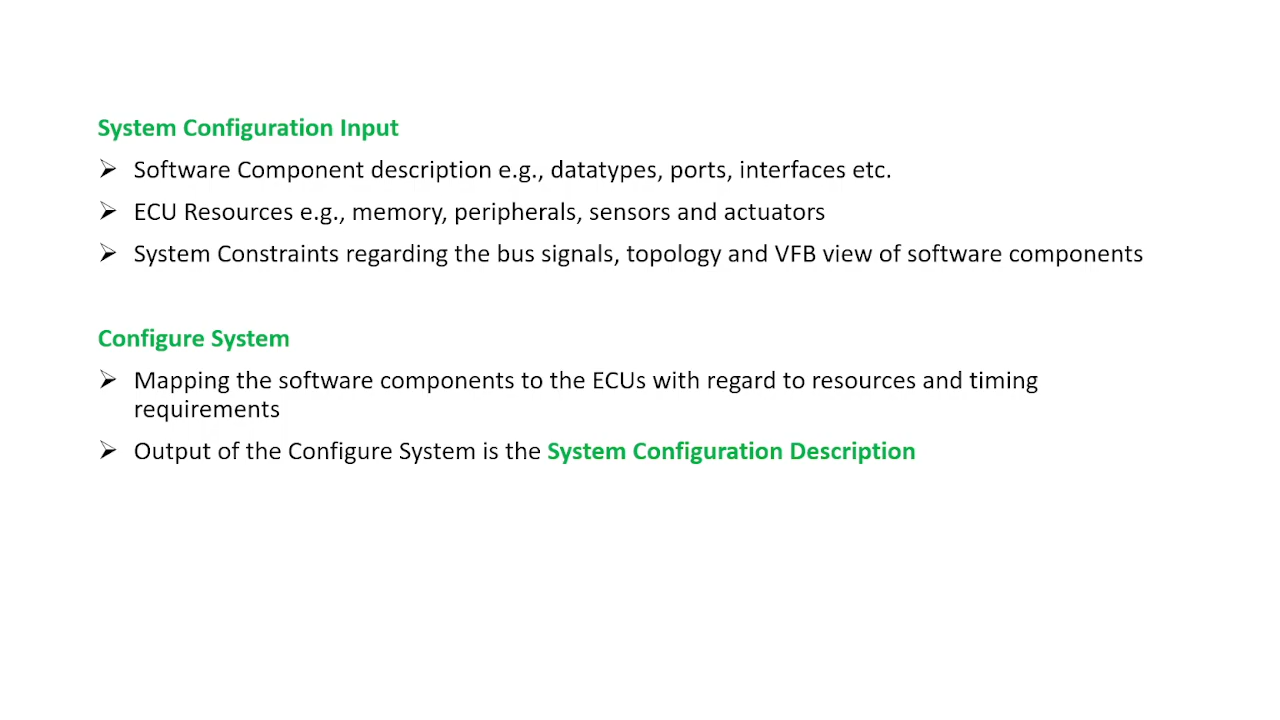 System Configuration Input
➢ Software Component description e.g., datatypes, ports, interfaces etc.
➢ ECU Resources e.g., memory, peripherals, sensors and actuators
➢ System Constraints regarding the bus signals, topology and VFB view of software components
Configure System
➢ Mapping the software components to the ECUs with regard to resources and timing
requirements
➢ Output of the Configure System is the System Configuration Description